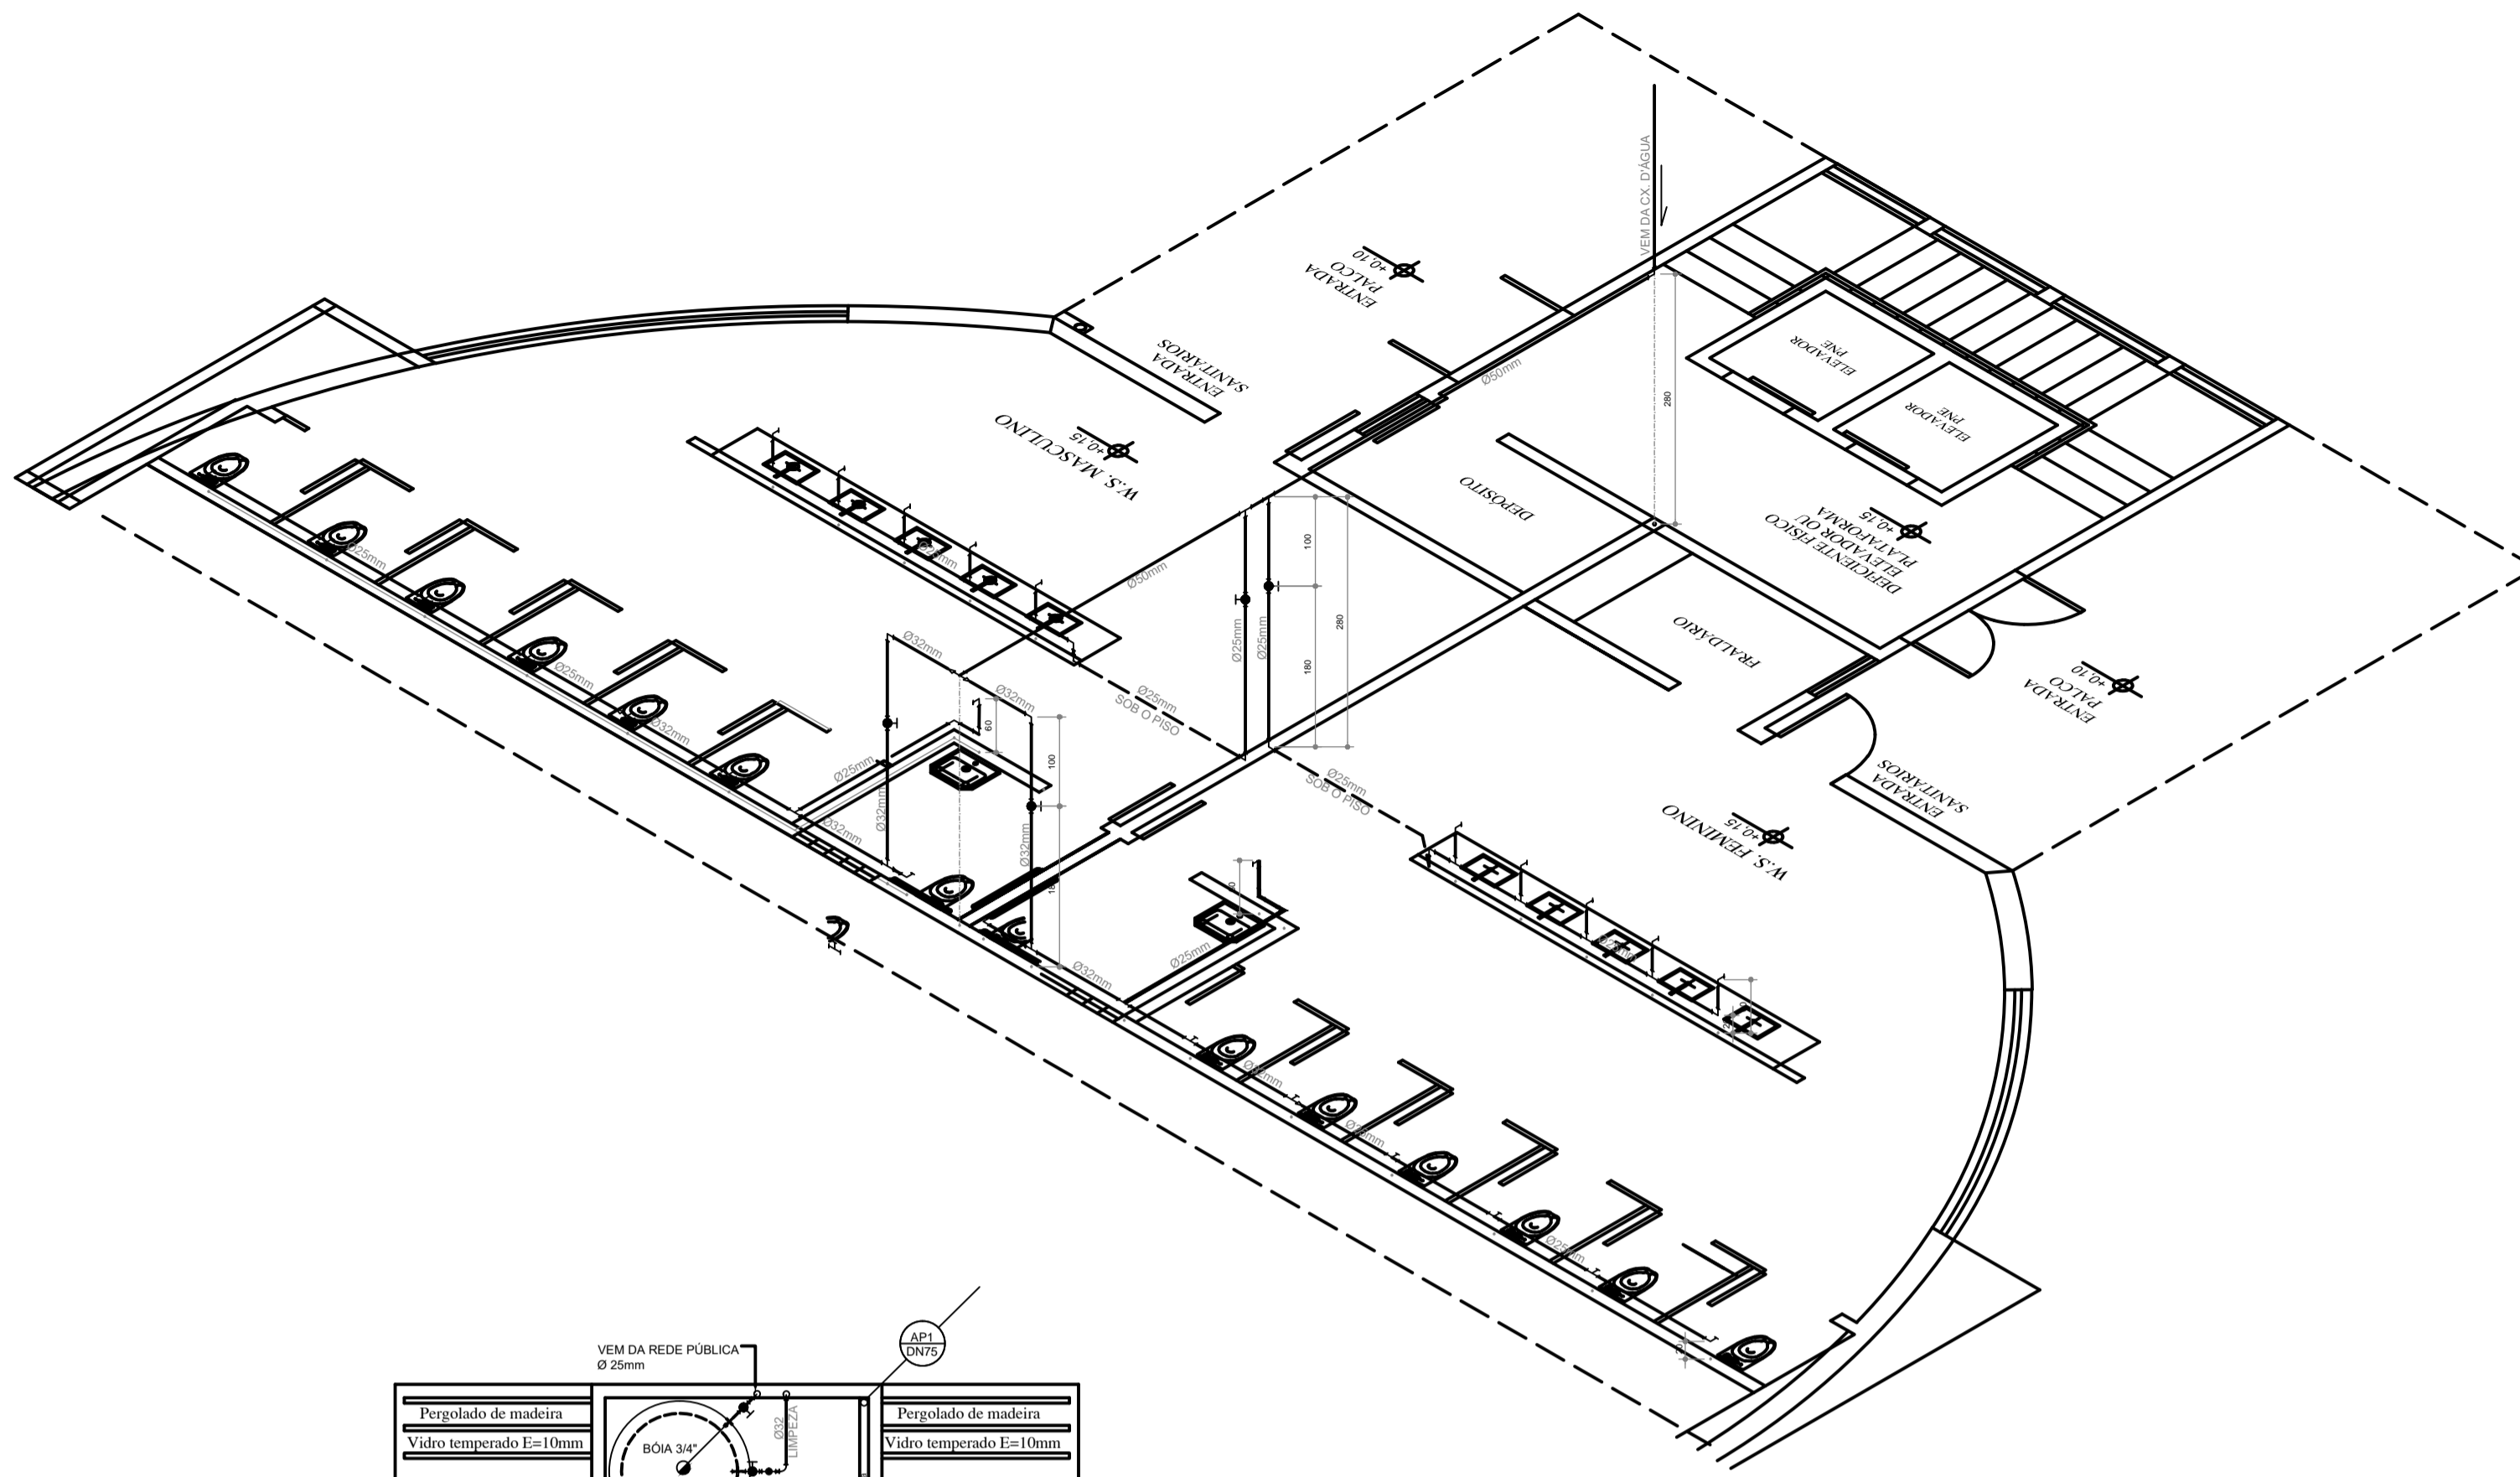 VEM DA CX. D'ÁGUA
ENTRADA
PALCO
+0,10
ENTRADA
SANITÁRIOS
W.S. MASCULINO
+0,15
Ø50mm
280
ELEVADOR
PNE
ELEVADOR
PNE
DEPÓSITO
DEFICIENTE FÍSICO
ELEVADOR OU
PLATAFORMA
+0,15
FRALDÁRIO
ENTRADA
PALCO
+0,10
ENTRADA
SANITÁRIOS
W.S. FEMININO
+0,15
Ø25mm
Ø25mm
Ø25mm
Ø32mm
Ø50mm
Ø32mm
Ø32mm
60
100
Ø25mm
SOB O PISO
Ø25mm
Ø25mm
100
180
280
Ø25mm
SOB O PISO
Ø25mm
Ø32mm
Ø32mm
Ø32mm
Ø25mm
Ø32mm
Ø32mm
Ø25mm
VEM DA REDE PÚBLICA
Ø 25mm
AP1
DN75
Pergolado de madeira
Vidro temperado E=10mm
BÓIA 3/4"
Ø32
LIMPEZA
Pergolado de madeira
Vidro temperado E=10mm